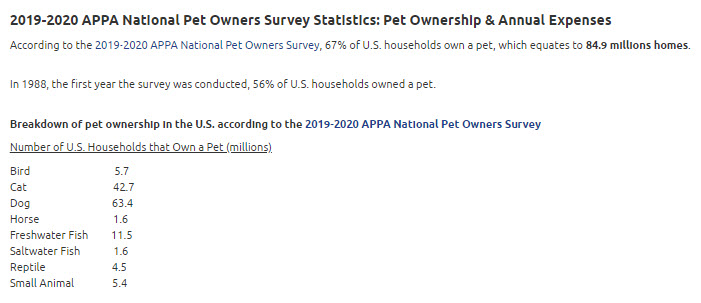 2019-2020 APPA National Pet Owners Survey Statistics: Pet Ownership & Annual Expenses
According to the 2019-2020 APPA National Pet Owners Survey, 67% of U.S. households own a pet, which equates to 84.9 millions homes.
In 1988, the first year the survey was conducted, 56% of U.S. households owned a pet.
Breakdown of pet ownership in the U.S. according to the 2019-2020 APPA National Pet Owners Survey
Number of U.S. Households that Own a Pet (millions)
Bird 5.7
Cat 42.7
Dog 63.4
Horse 1.6
Freshwater Fish 11.5
Saltwater Fish 1.6
Reptile 4.5
Small Animal 5.4